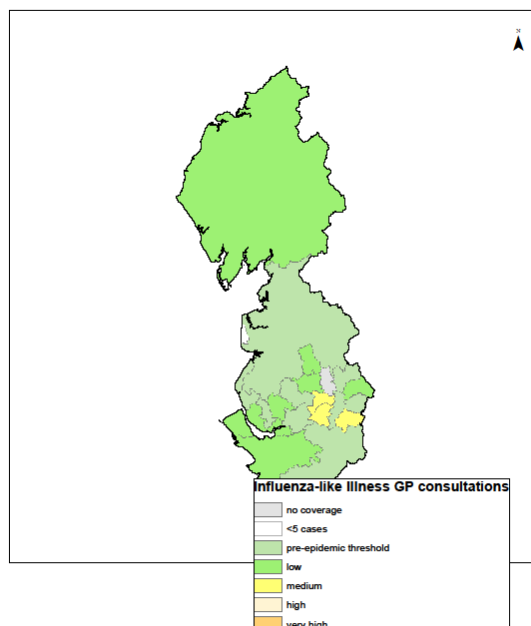 N
Influenza-like Illness GP consultations
no coverage
<5 cases
pre-epidemic threshold
low
medium
high
very high